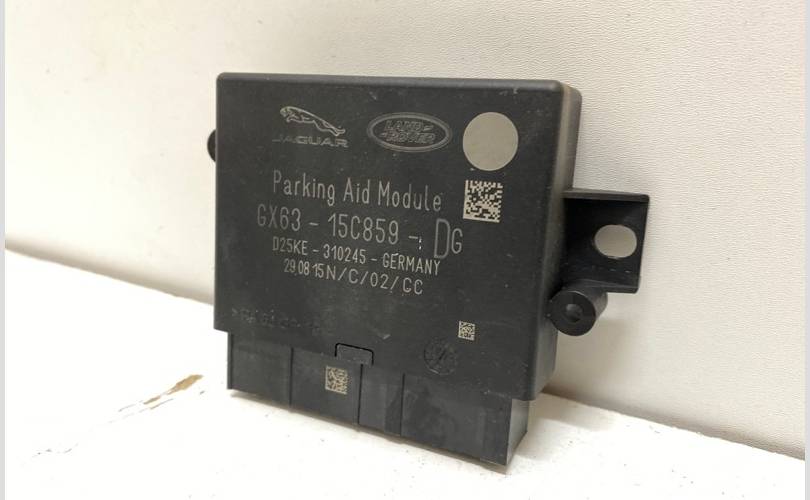 JAGUAR
LAND-
-ROVER
Parking Aid Module
GX63 - 15C859 - DG
D25KE - 310245 - GERMANY
29.08.15N/C/02/CC